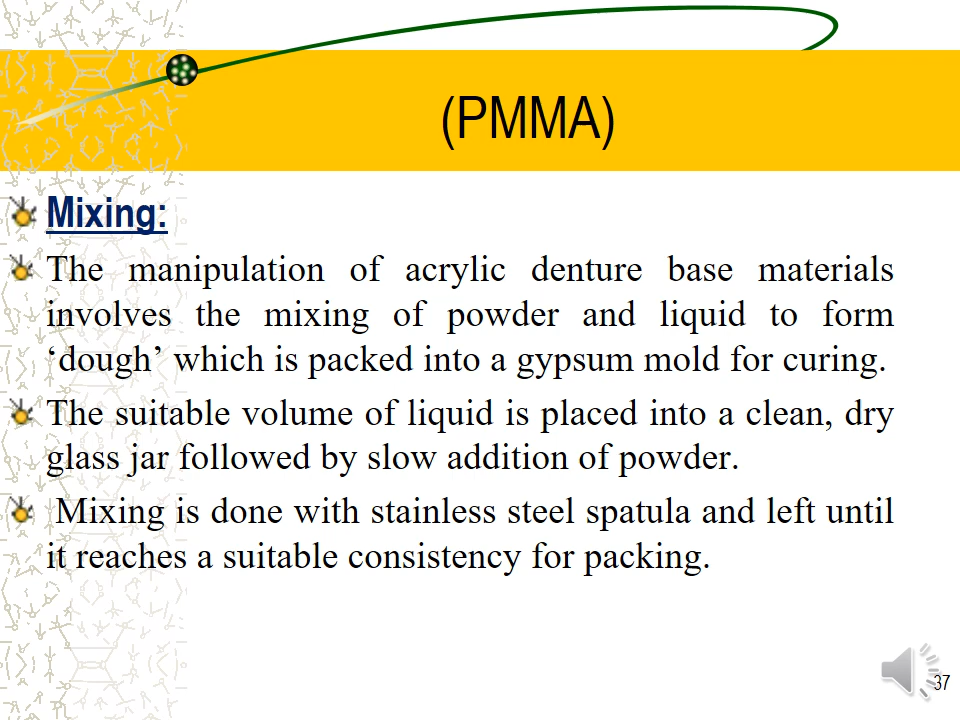 (PMMA)
Mixing:
The manipulation of acrylic denture base materials
involves the mixing of powder and liquid to form
‘dough’ which is packed into a gypsum mold for curing.
The suitable volume of liquid is placed into a clean, dry
glass jar followed by slow addition of powder.
Mixing is done with stainless steel spatula and left until
it reaches a suitable consistency for packing.
37